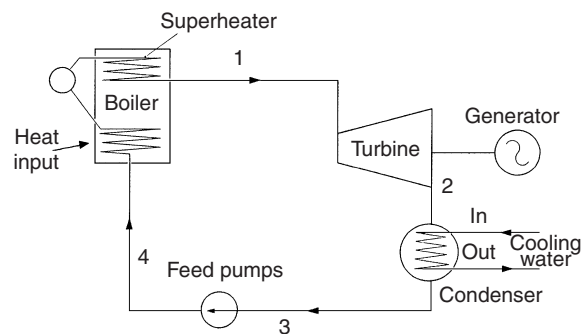 Superheater
1
Boiler
Heat
input
Generator
Turbine
2
In
Cooling
water
Out
Condenser
4
Feed pumps
3